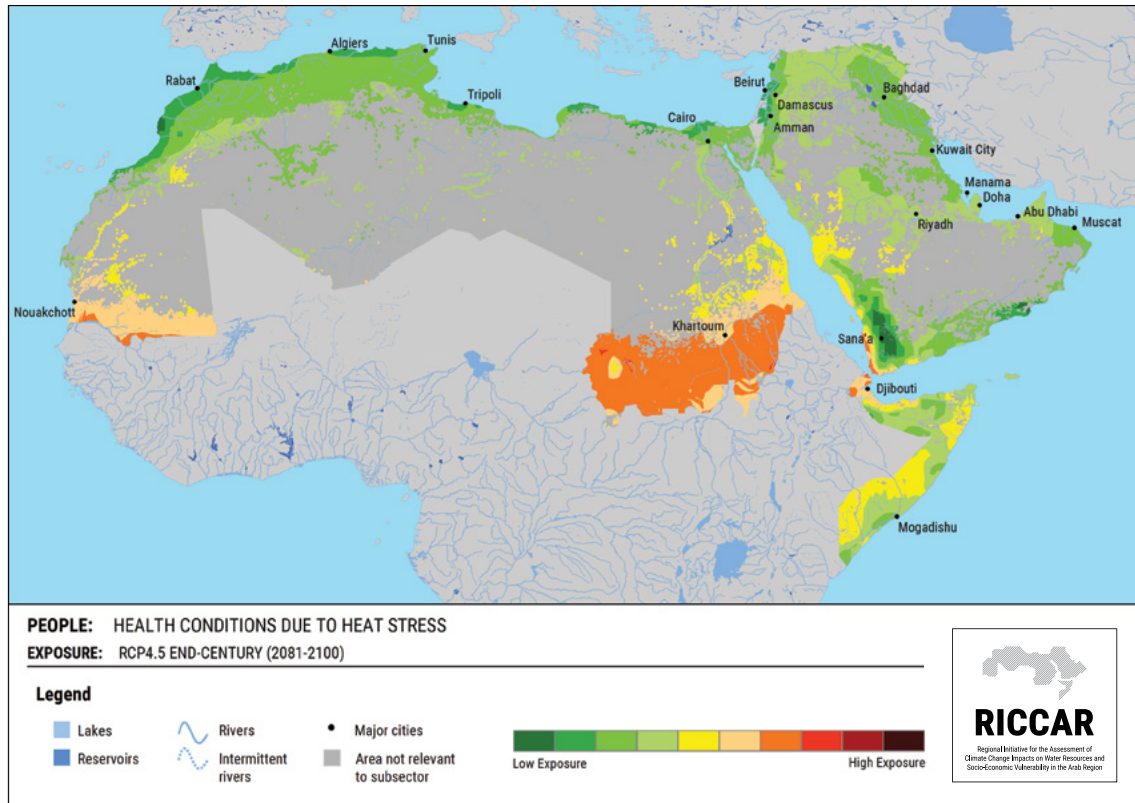 Algiers
Tunis
Rabat
Tripoli
Beirut
Damascus
Baghdad
Cairo
Amman
Kuwait City
Manama
Doha
Abu Dhabi
Muscat
Riyadh
Nouakchott
Khartoum
Sana'a
Djibouti
Mogadishu
PEOPLE: HEALTH CONDITIONS DUE TO HEAT STRESS
EXPOSURE: RCP4.5 END-CENTURY (2081-2100)
Legend
Lakes
Reservoirs
Rivers
Intermittent
rivers
Major cities
Area not relevant
to subsector
Low Exposure
High Exposure
RICCAR
Regional Initiative for the Assessment of
Climate Change Impacts on Water Resources and
Socio-Economic Vulnerability in the Arab Region